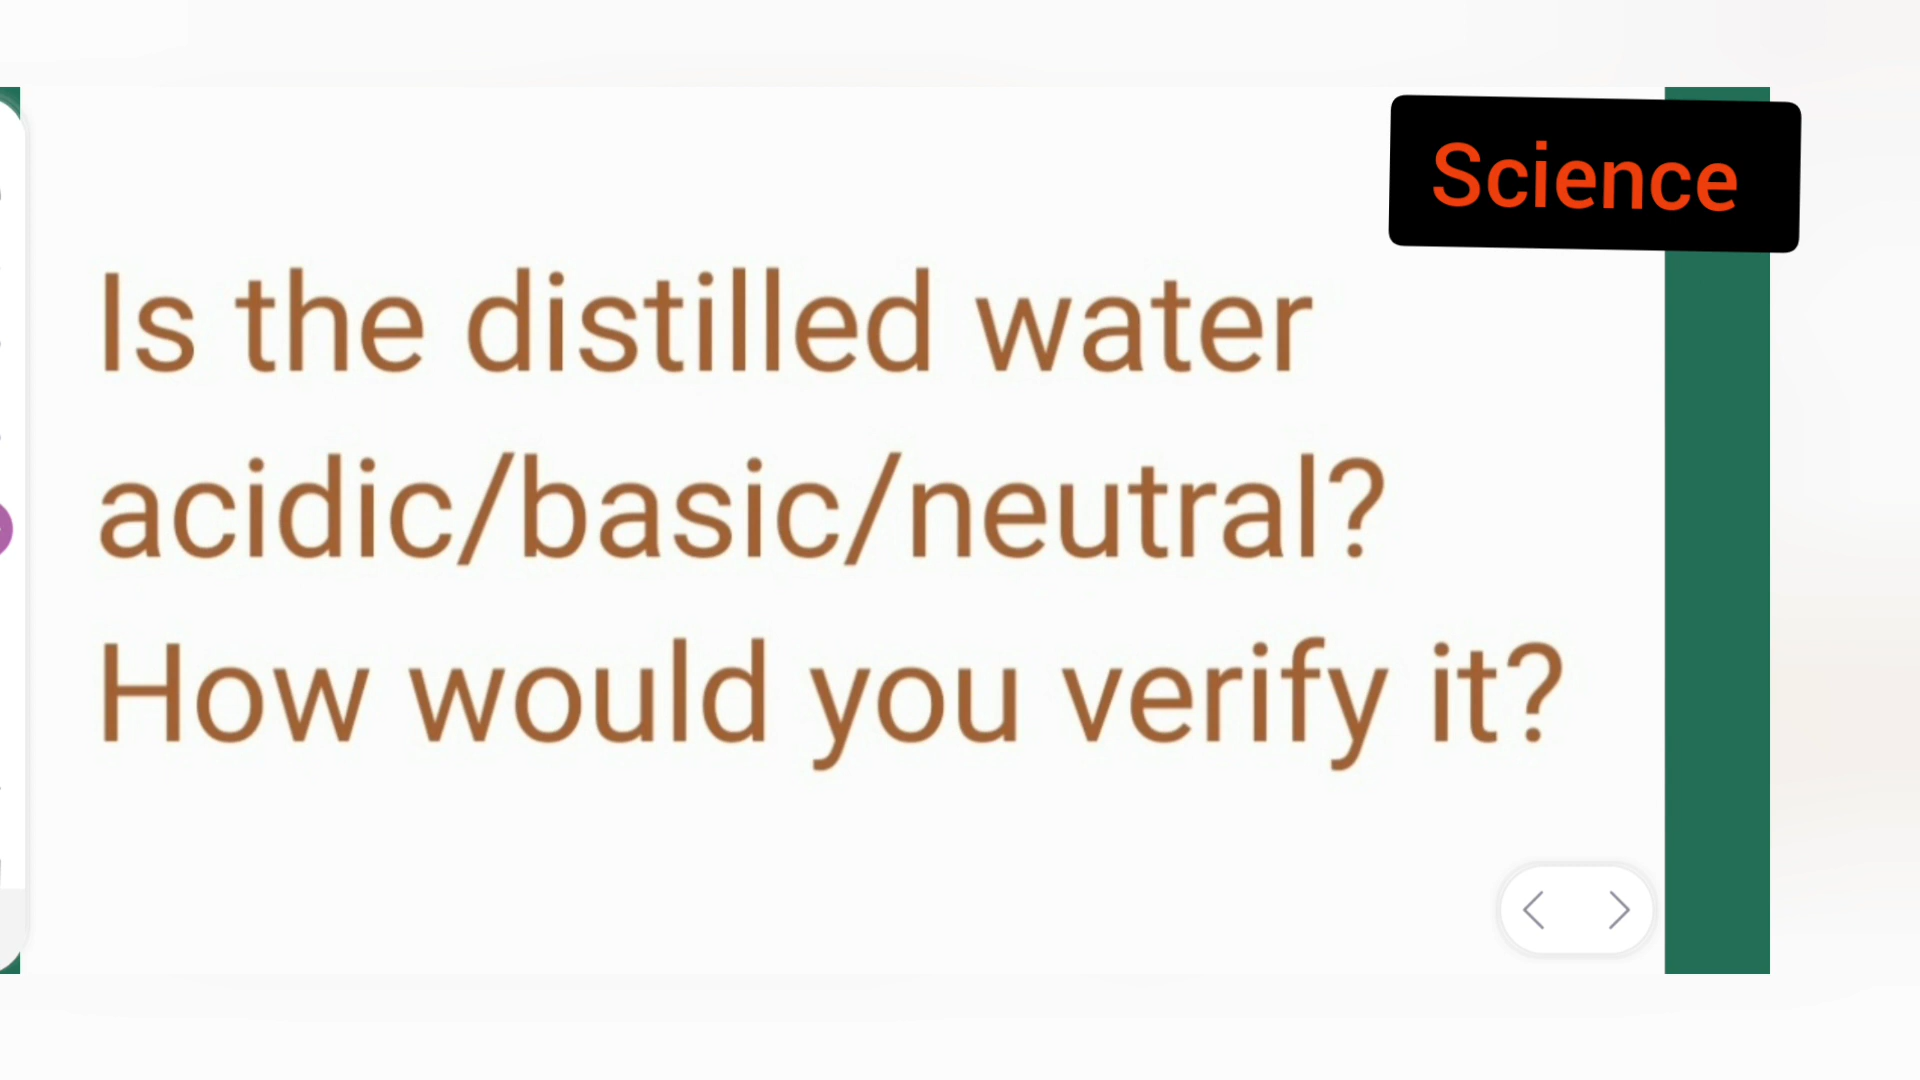 Science
Is the distilled water
acidic/basic/neutral?
How would you verify it?